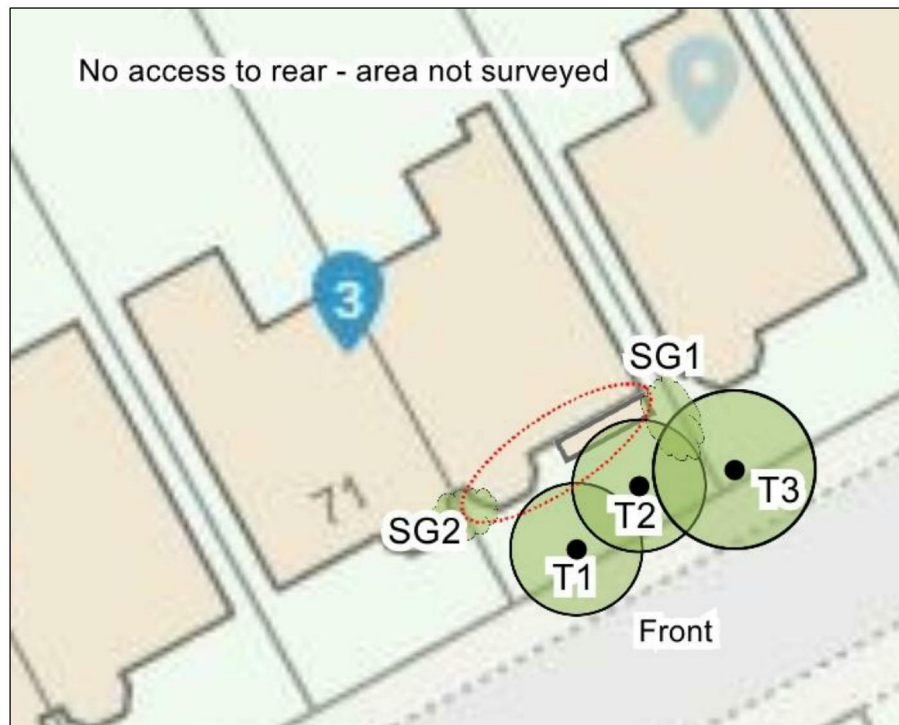 No access to rear - area not surveyed
3
SG1
71
SG2
T3
T2
T1
Front